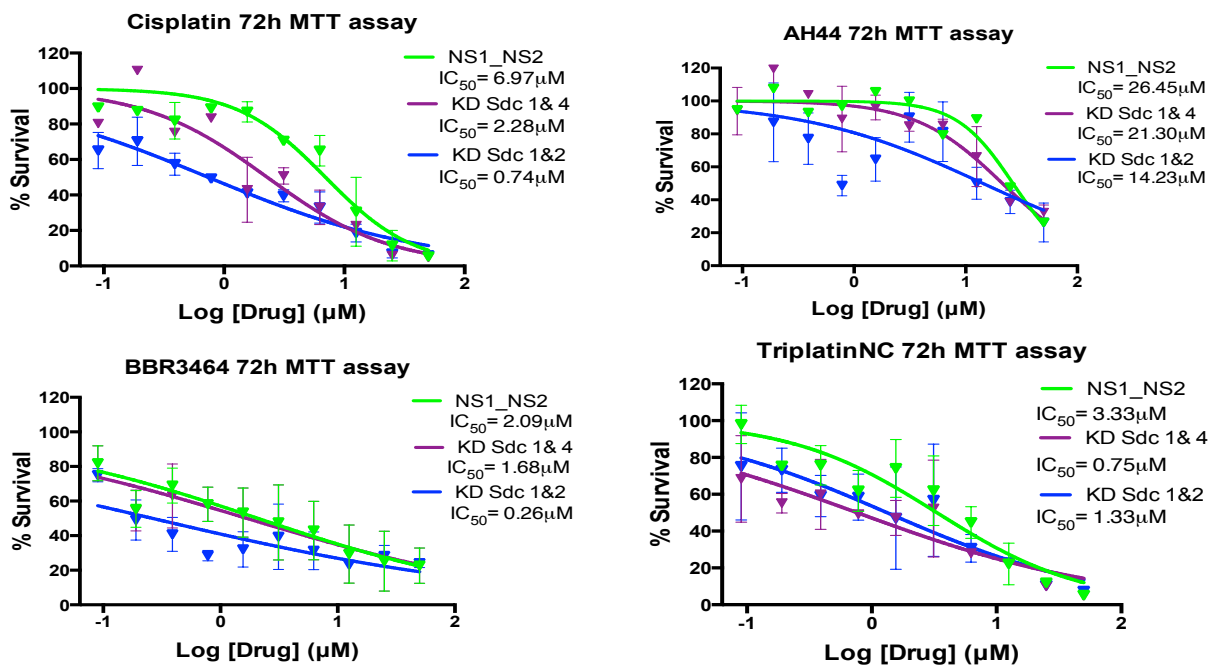 Cisplatin 72h MTT assay
% Survival
120
100
80
60
40
20
0
-1
0
1
2
Log [Drug] (µM)
NS1_NS2
IC50= 6.97µM
KD Sdc 1& 4
IC50= 2.28µM
KD Sdc 1&2
IC50= 0.74µM
AH44 72h MTT assay
% Survival
120
100
80
60
40
20
0
-1
0
1
2
Log [Drug] (µM)
NS1_NS2
IC50= 26.45µM
KD Sdc 1& 4
IC50= 21.30µM
KD Sdc 1&2
IC50= 14.23µM
BBR3464 72h MTT assay
% Survival
120
100
80
60
40
20
0
-1
0
1
2
Log [Drug] (µM)
NS1_NS2
IC50= 2.09µM
KD Sdc 1& 4
IC50= 1.68µM
KD Sdc 1&2
IC50= 0.26µM
TriplatinNC 72h MTT assay
% Survival
120
100
80
60
40
20
0
-1
0
1
2
Log [Drug] (µM)
NS1_NS2
IC50= 3.33µM
KD Sdc 1& 4
IC50= 0.75µM
KD Sdc 1&2
IC50= 1.33µM